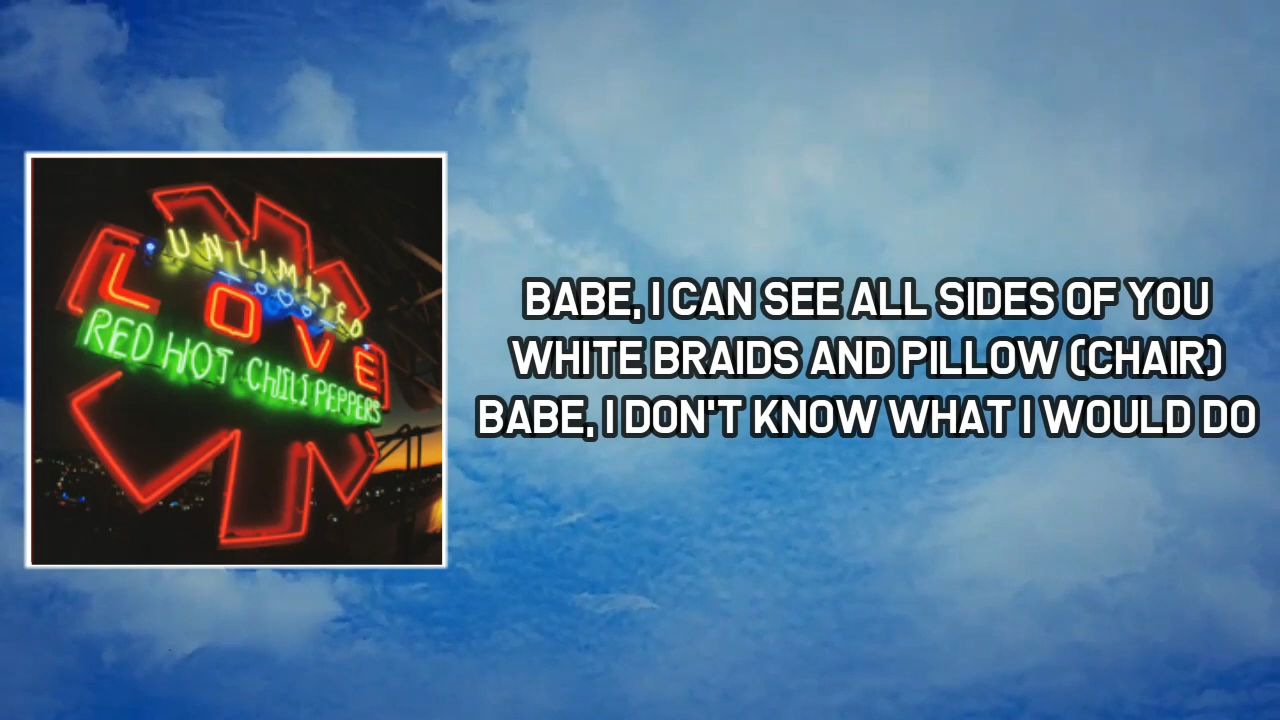 UNLIMITED
LOVE
RED HOT CHILI PEPPERS
BABE, I CAN SEE ALL SIDES OF YOU
WHITE BRAIDS AND PILLOW (CHAIR)
BABE, I DON'T KNOW WHAT I WOULD DO